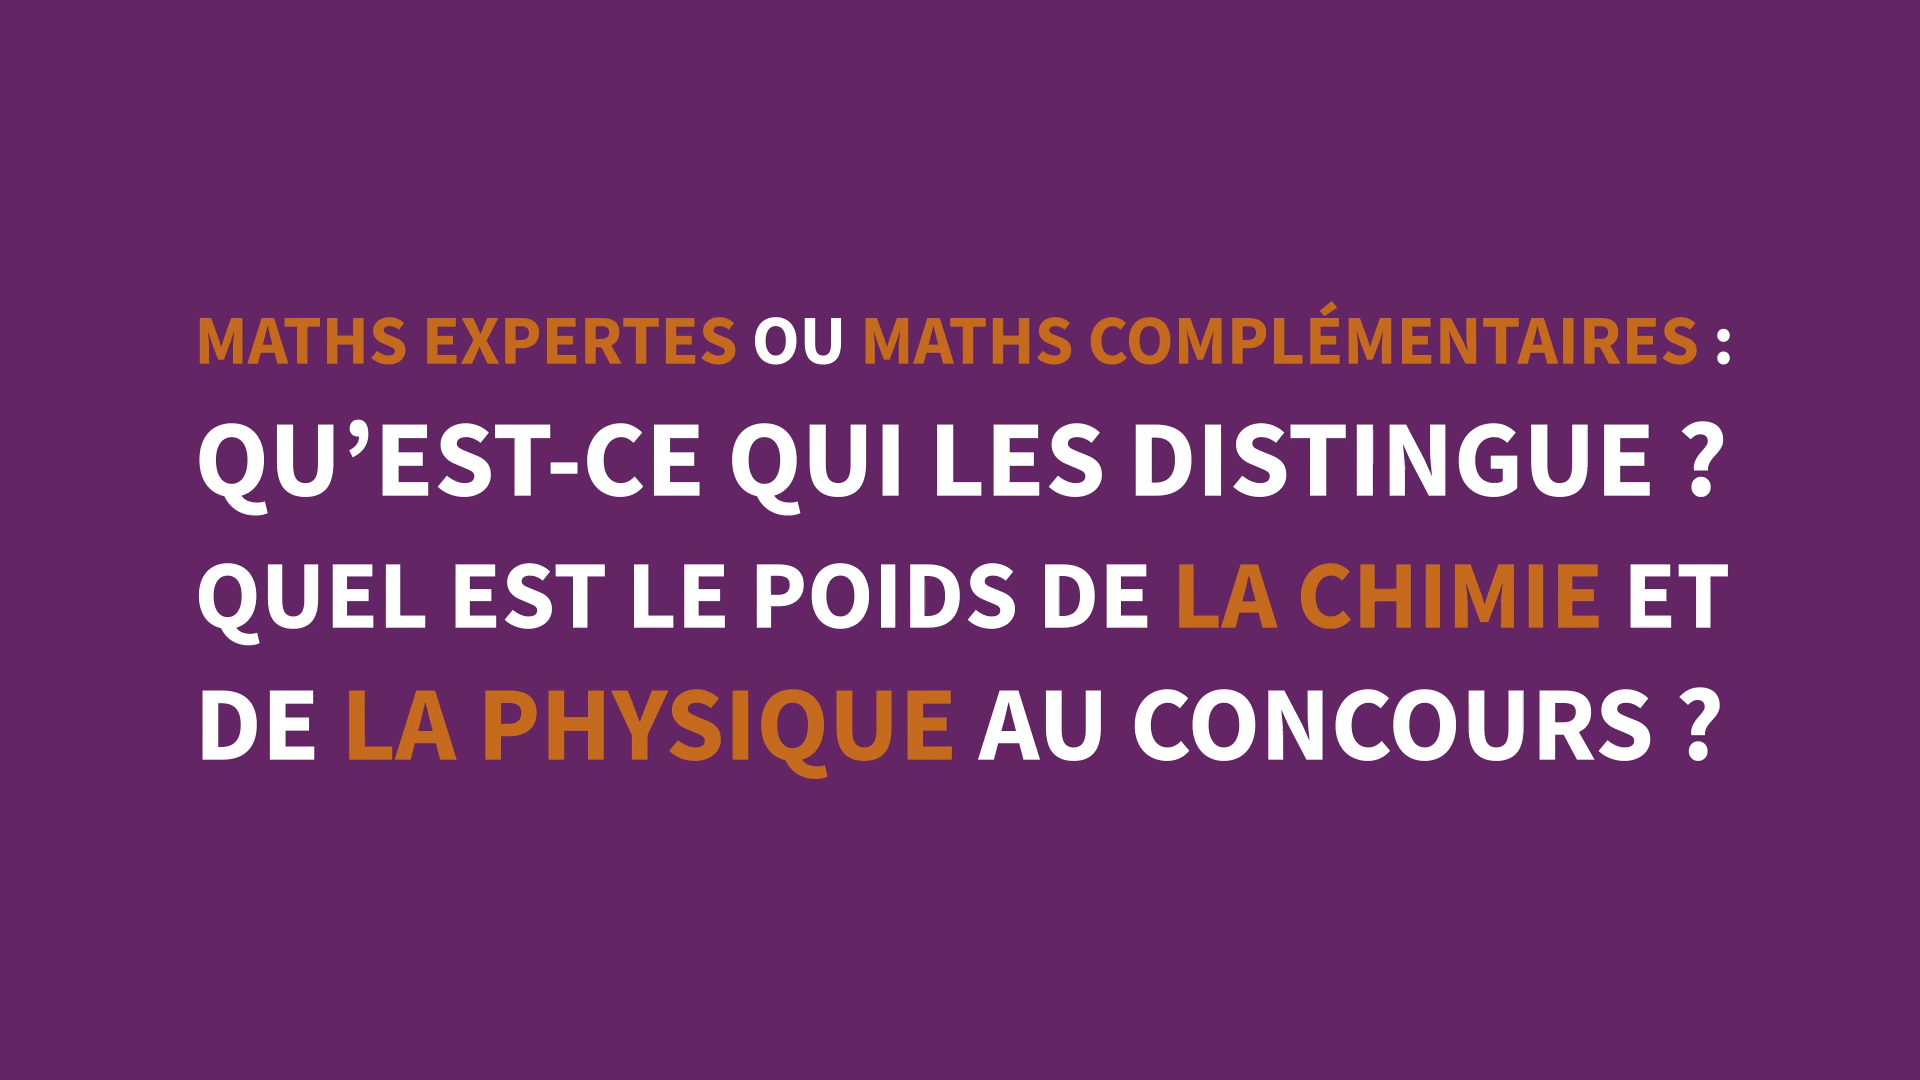 MATHS EXPERTES OU MATHS COMPLÉMENTAIRES :
QU’EST-CE QUI LES DISTINGUE ?
QUEL EST LE POIDS DE LA CHIMIE ET
DE LA PHYSIQUE AU CONCOURS ?